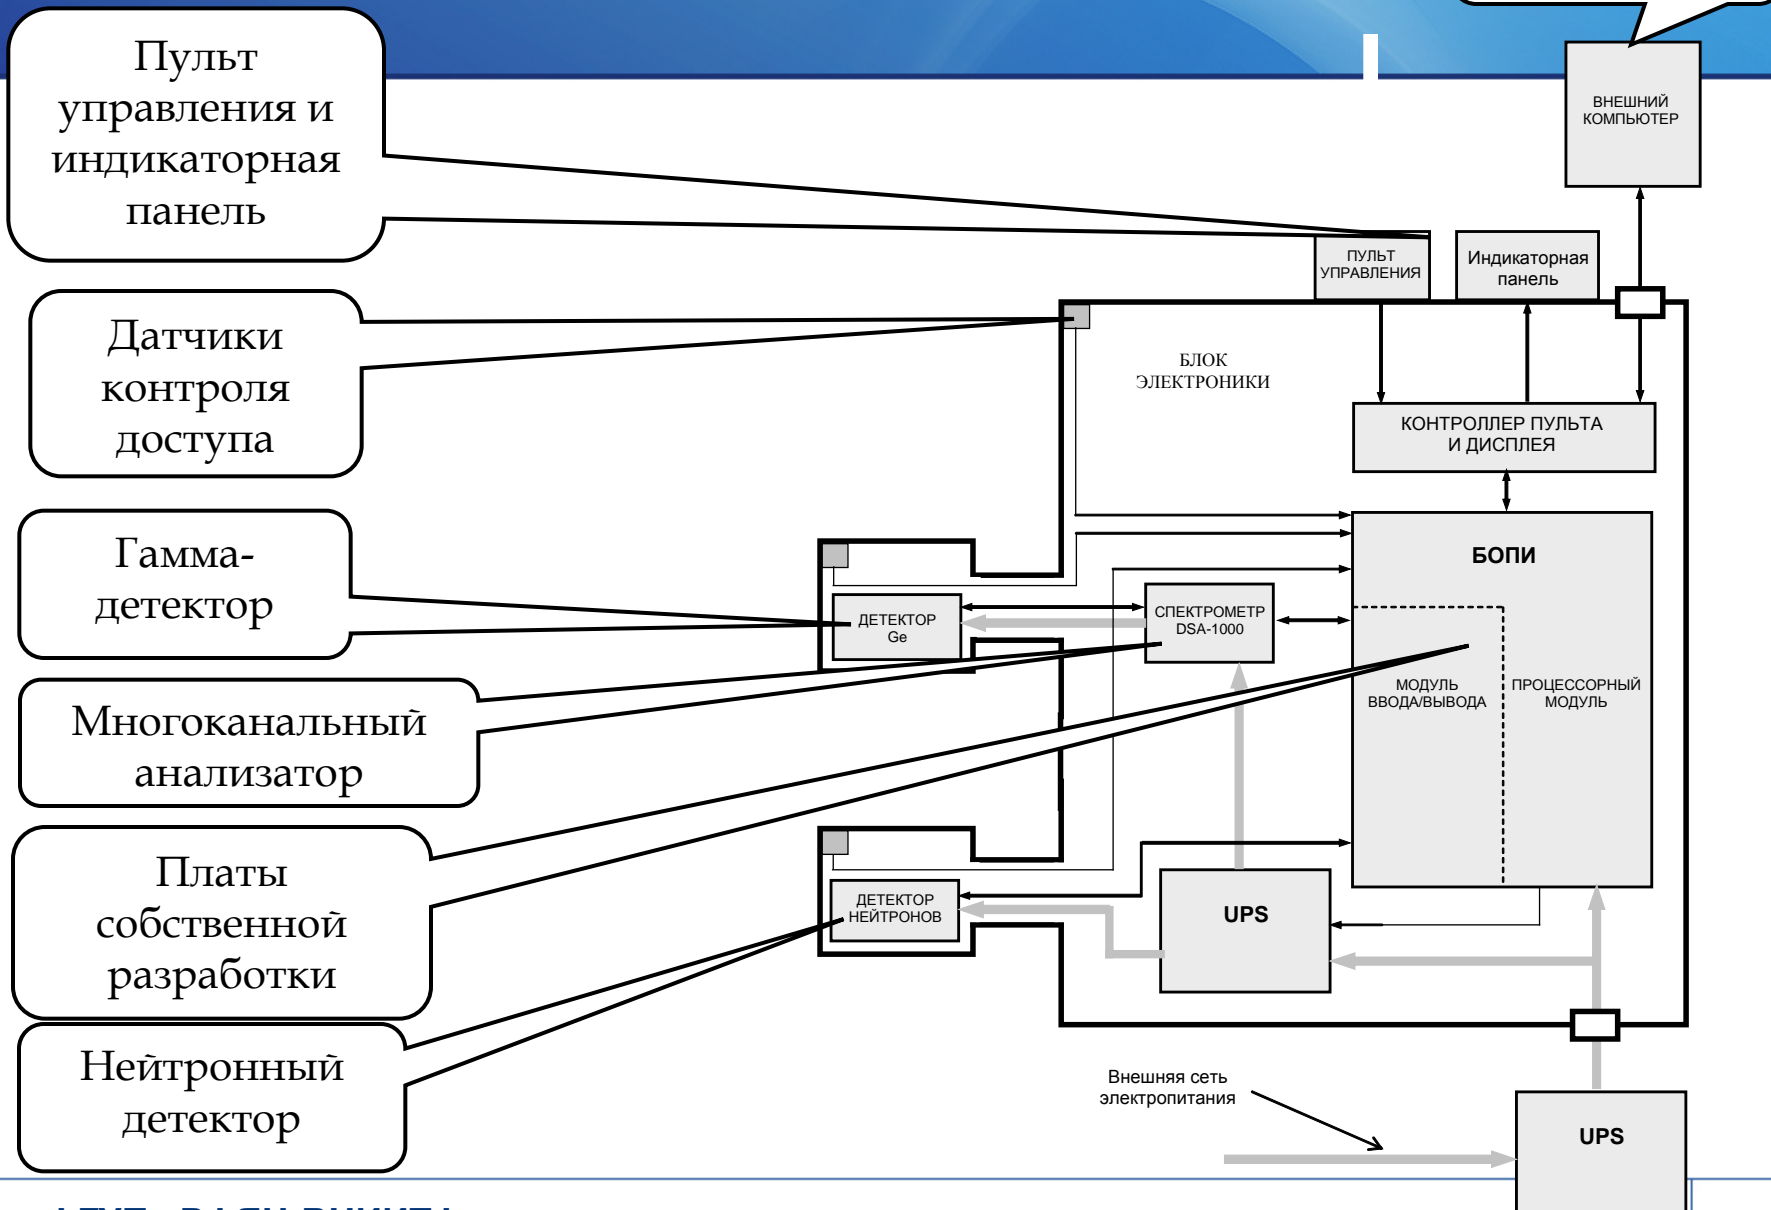 Пульт
управления и
индикаторная
панель
Датчики
контроля
доступа
Гамма-
детектор
Многоканальный
анализатор
Платы
собственной
разработки
Нейтронный
детектор
ВНЕШНИЙ
КОМПЬЮТЕР
ПУЛЬТ
УПРАВЛЕНИЯ
Индикаторная
панель
БЛОК
ЭЛЕКТРОНИКИ
КОНТРОЛЛЕР ПУЛЬТА
И ДИСПЛЕЯ
БОПИ
ДЕТЕКТОР
Ge
СПЕКТРОМЕТР
DSA-1000
МОДУЛЬ
ВВОДА/ВЫВОДА
ПРОЦЕССОРНЫЙ
МОДУЛЬ
ДЕТЕКТОР
НЕЙТРОНОВ
UPS
Внешняя сеть
электропитания
UPS